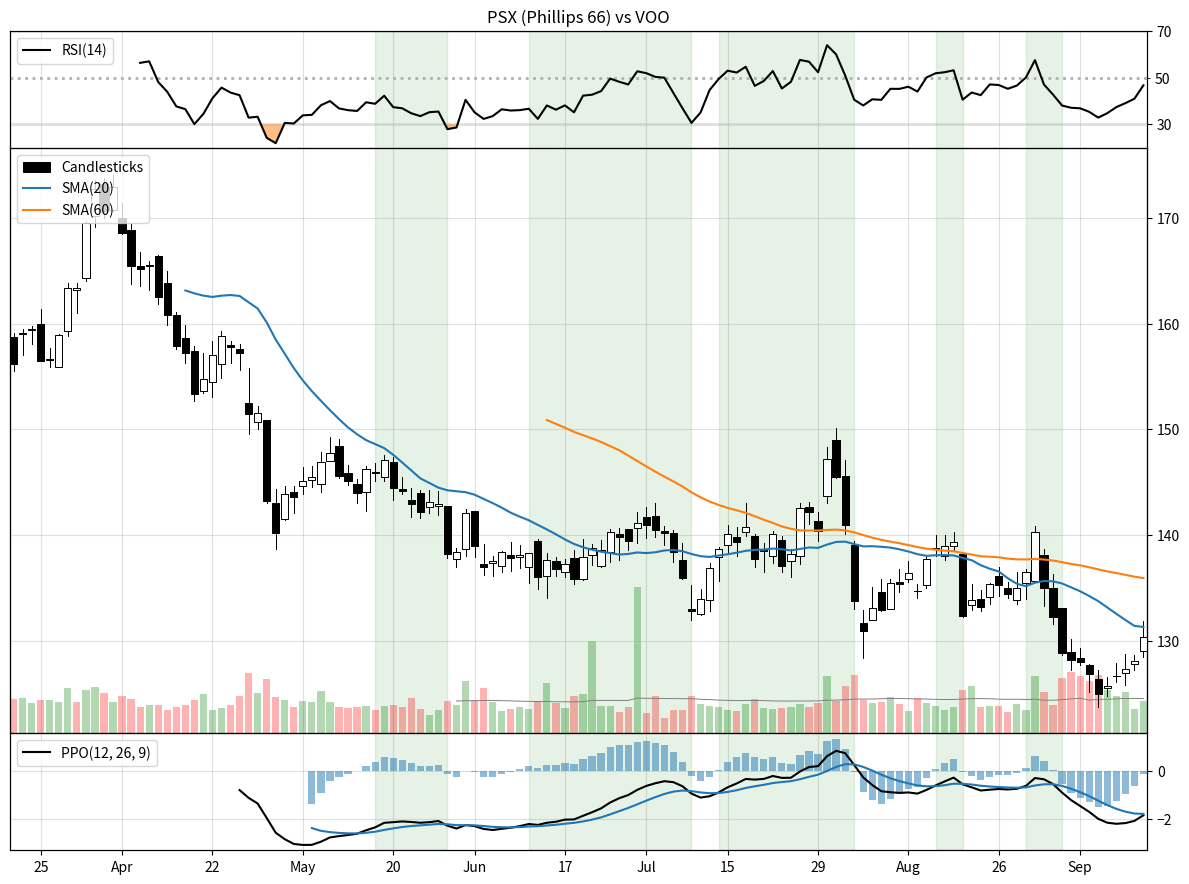 PSX (Phillips 66) vs VOO
RSI(14)
70
50
30
Candlesticks
SMA(20)
SMA(60)
170
160
150
140
130
PPO(12, 26, 9)
0
−2
25 Apr 22 May 20 Jun 17 Jul 15 29 Aug 26 Sep